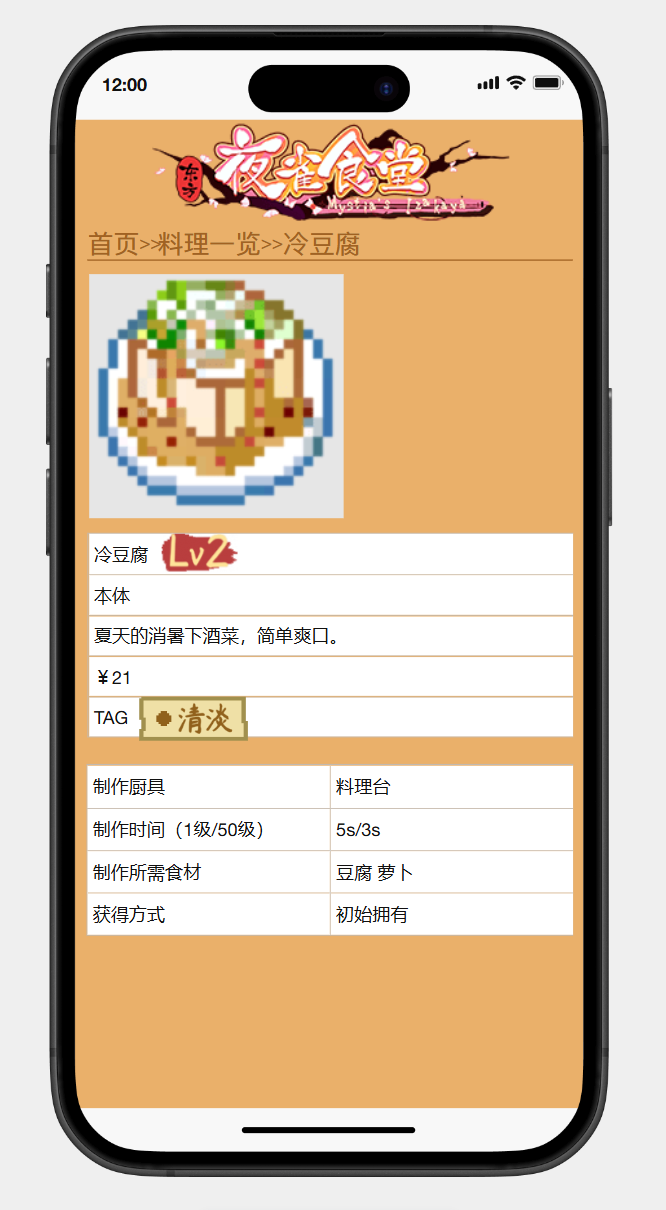 12:00
东方夜雀食堂
Mystia's Izakaya
首页>>料理一览>>冷豆腐
冷豆腐 Lv2
本体
夏天的消暑下酒菜，简单爽口。
￥21
TAG 清淡
制作厨具 料理台
制作时间（1级/50级） 5s/3s
制作所需食材 豆腐 萝卜
获得方式 初始拥有